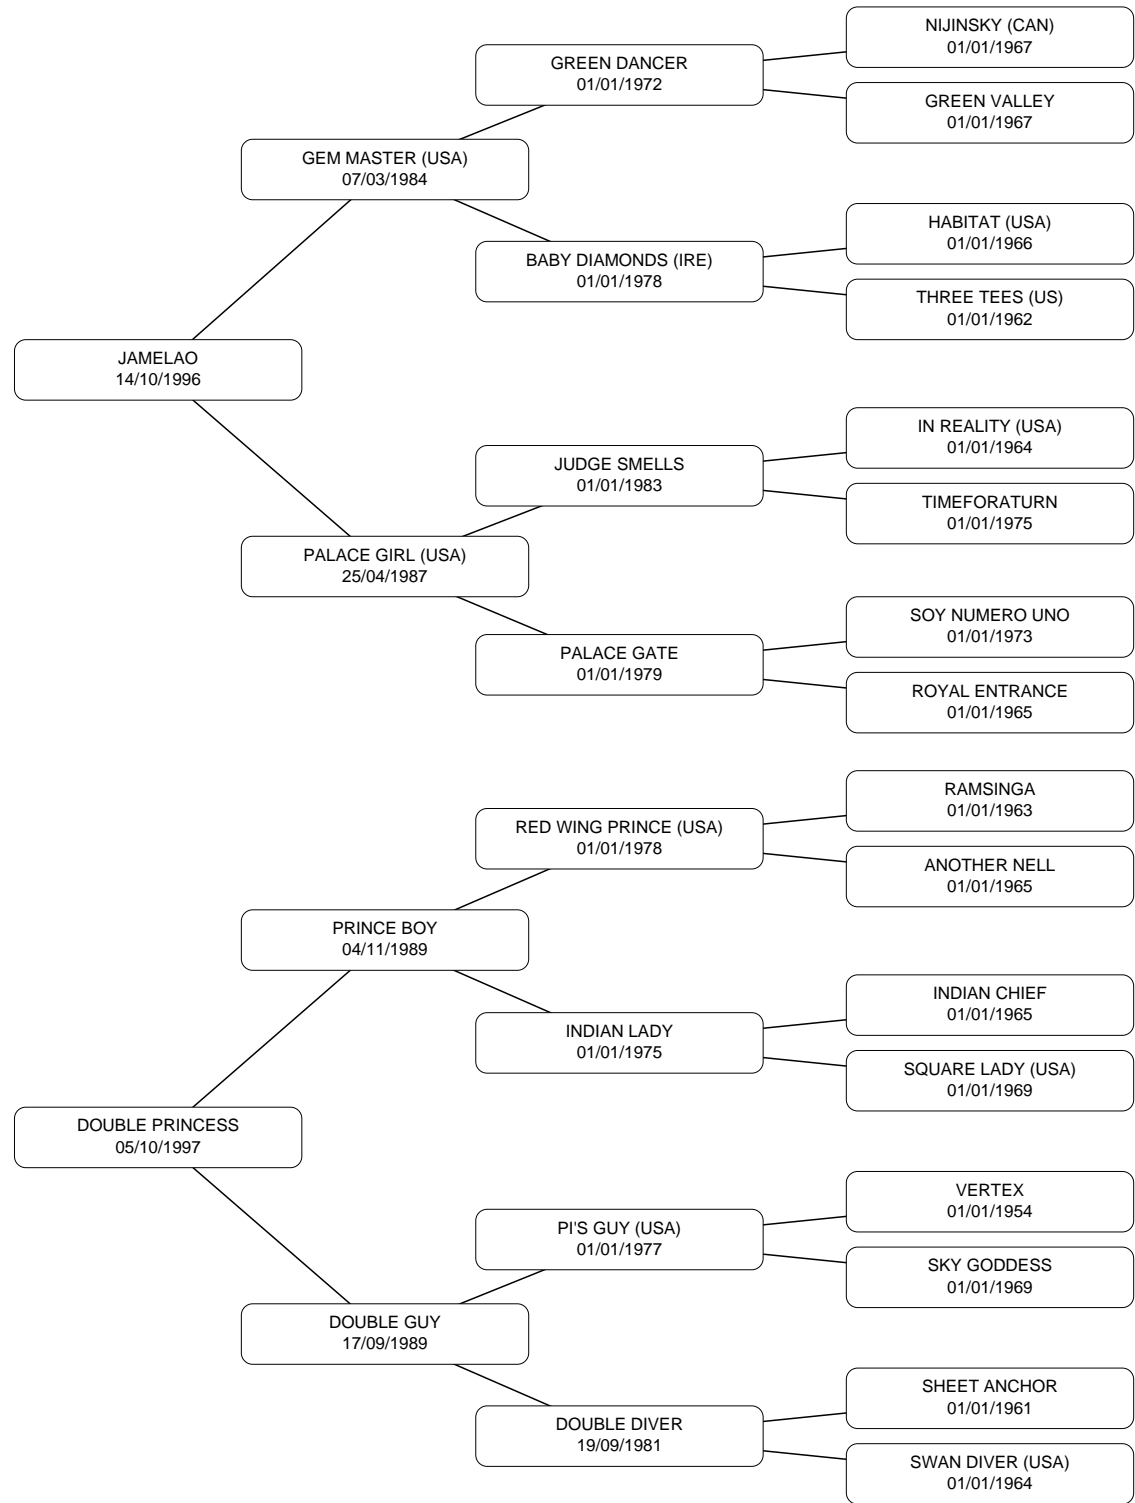 NIJINSKY (CAN)
01/01/1967
GREEN DANCER
01/01/1972
GREEN VALLEY
01/01/1967
GEM MASTER (USA)
07/03/1984
HABITAT (USA)
01/01/1966
BABY DIAMONDS (IRE)
01/01/1978
THREE TEES (US)
01/01/1962
JAMELAO
14/10/1996
IN REALITY (USA)
01/01/1964
JUDGE SMELLS
01/01/1983
TIMEFORATURN
01/01/1975
PALACE GIRL (USA)
25/04/1987
SOY NUMERO UNO
01/01/1973
PALACE GATE
01/01/1979
ROYAL ENTRANCE
01/01/1965
RAMSINGA
01/01/1963
RED WING PRINCE (USA)
01/01/1978
ANOTHER NELL
01/01/1965
PRINCE BOY
04/11/1989
INDIAN CHIEF
01/01/1965
INDIAN LADY
01/01/1975
SQUARE LADY (USA)
01/01/1969
DOUBLE PRINCESS
05/10/1997
VERTEX
01/01/1954
PI'S GUY (USA)
01/01/1977
SKY GODDESS
01/01/1969
DOUBLE GUY
17/09/1989
SHEET ANCHOR
01/01/1961
DOUBLE DIVER
19/09/1981
SWAN DIVER (USA)
01/01/1964